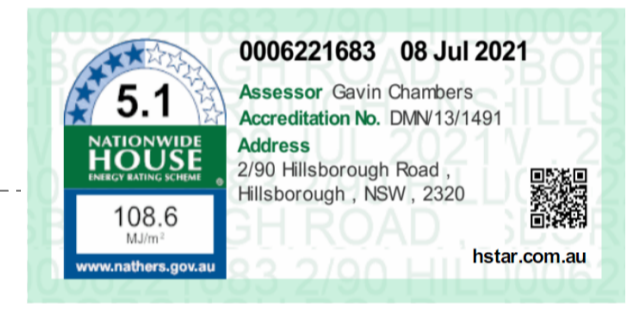 0006221683 08 Jul 2021
5.1
NATIONWIDE
HOUSE
ENERGY RATING SCHEME ®
108.6
MJ/m²
www.nathers.gov.au
Assessor Gavin Chambers
Accreditation No. DMN/13/1491
Address
2/90 Hillsborough Road ,
Hillsborough , NSW , 2320
hstar.com.au